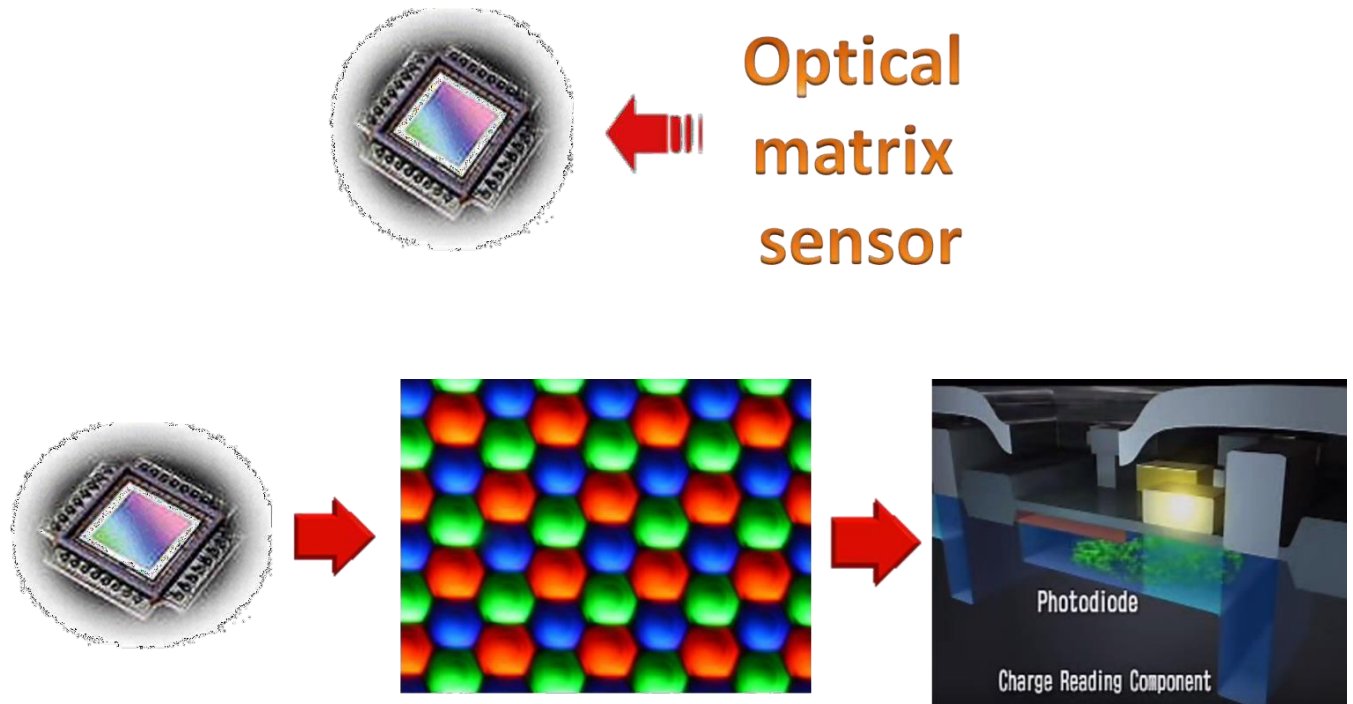 Optical
matrix
sensor
Photodiode
Charge Reading Component